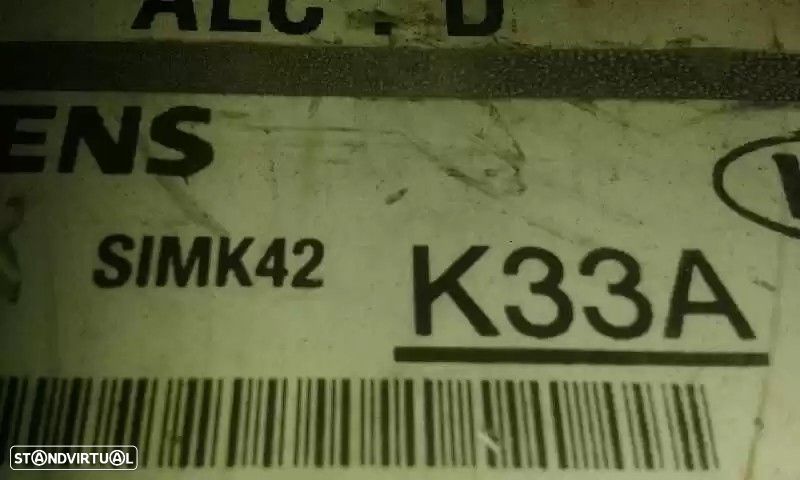 ALC : D
ENS
SIMK42
K33A
STANDVIRTUAL